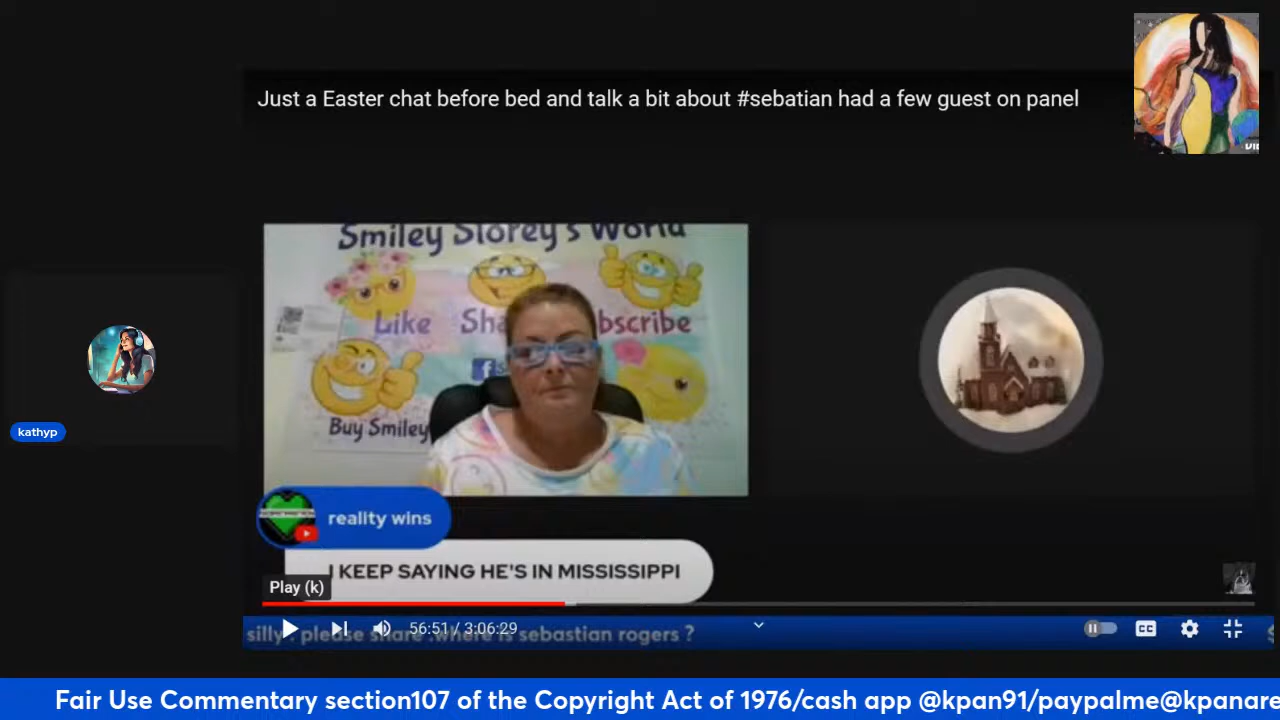 Just a Easter chat before bed and talk a bit about #sebatian had a few guest on panel
Smiley Storey's World
Like Sha bscribe
Buy Smiley
kathyp
reality wins
I KEEP SAYING HE'S IN MISSISSIPPI
Play (k)
56:51 / 3:06:29
CC
silly . please share .where is sebastian rogers ?
Fair Use Commentary section107 of the Copyright Act of 1976/cash app @kpan91/paypalme@kpanare